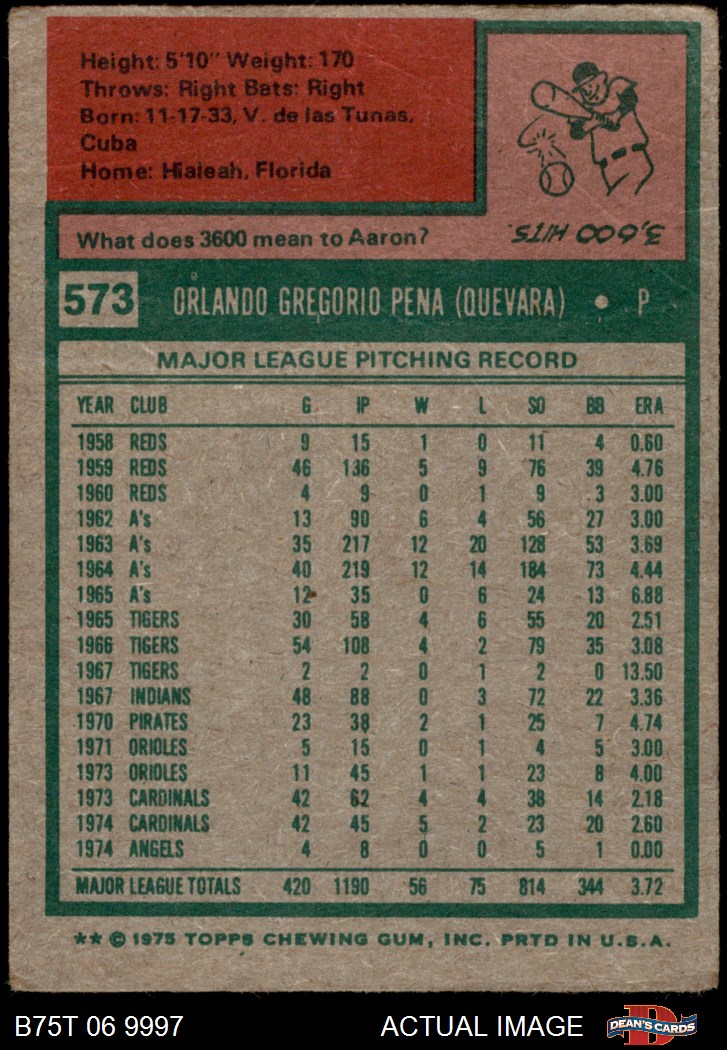 Height: 5'10" Weight: 170
Throws: Right Bats: Right
Born: 11-17-33, V. de las Tunas,
Cuba
Home: Hialeah, Florida
What does 3600 mean to Aaron?
3,600 HITS.
573 ORLANDO GREGORIO PENA (QUEVARA) • P
MAJOR LEAGUE PITCHING RECORD
YEAR CLUB G IP W L SO BB ERA
1958 REDS 9 15 1 0 11 4 0.60
1959 REDS 46 136 5 9 76 39 4.76
1960 REDS 4 9 0 1 9 3 3.00
1962 A's 13 90 6 4 56 27 3.00
1963 A's 35 217 12 20 128 53 3.69
1964 A's 40 219 12 14 184 73 4.44
1965 A's 12 35 0 6 24 13 6.88
1965 TIGERS 30 58 4 6 55 20 2.51
1966 TIGERS 54 108 4 2 79 35 3.08
1967 TIGERS 2 2 0 1 2 0 13.50
1967 INDIANS 48 88 0 3 72 22 3.36
1970 PIRATES 23 38 2 1 25 7 4.74
1971 ORIOLES 5 15 0 1 4 5 3.00
1973 ORIOLES 11 45 1 1 23 8 4.00
1973 CARDINALS 42 62 4 4 38 14 2.18
1974 CARDINALS 42 45 5 2 23 20 2.60
1974 ANGELS 4 8 0 0 5 1 0.00
MAJOR LEAGUE TOTALS 420 1190 56 75 814 344 3.72
** © 1975 TOPPS CHEWING GUM, INC. PRTD IN U.S.A.
B75T 06 9997 ACTUAL IMAGE DEAN'S CARDS